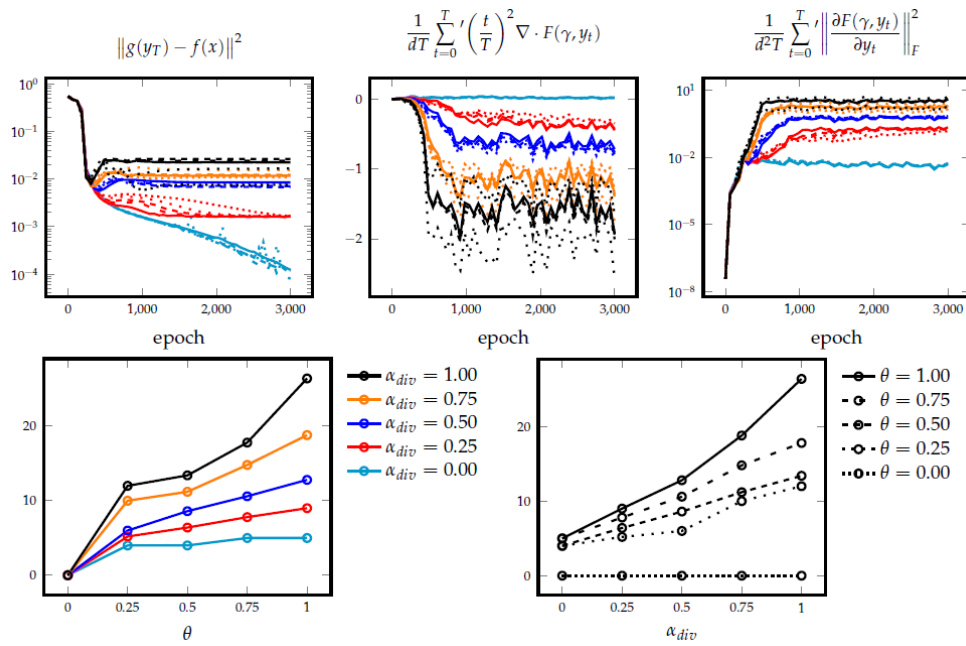 ‖g(y_T) − f(x)‖²
1/(dT) ∑_{t=0}^{T} ′ (t/T)² ∇ · F(γ, y_t)
1/(d²T) ∑_{t=0}^{T} ′ ‖∂F(γ, y_t)/∂y_t‖²_F
10⁰
10⁻¹
10⁻²
10⁻³
10⁻⁴
0 1,000 2,000 3,000
epoch
0
−1
−2
0 1,000 2,000 3,000
epoch
10⁴
10¹
10⁻²
10⁻⁵
10⁻⁸
0 1,000 2,000 3,000
epoch
20
10
0
0 0.25 0.5 0.75 1
θ
α_div = 1.00
α_div = 0.75
α_div = 0.50
α_div = 0.25
α_div = 0.00
20
10
0
0 0.25 0.5 0.75 1
α_div
θ = 1.00
θ = 0.75
θ = 0.50
θ = 0.25
θ = 0.00